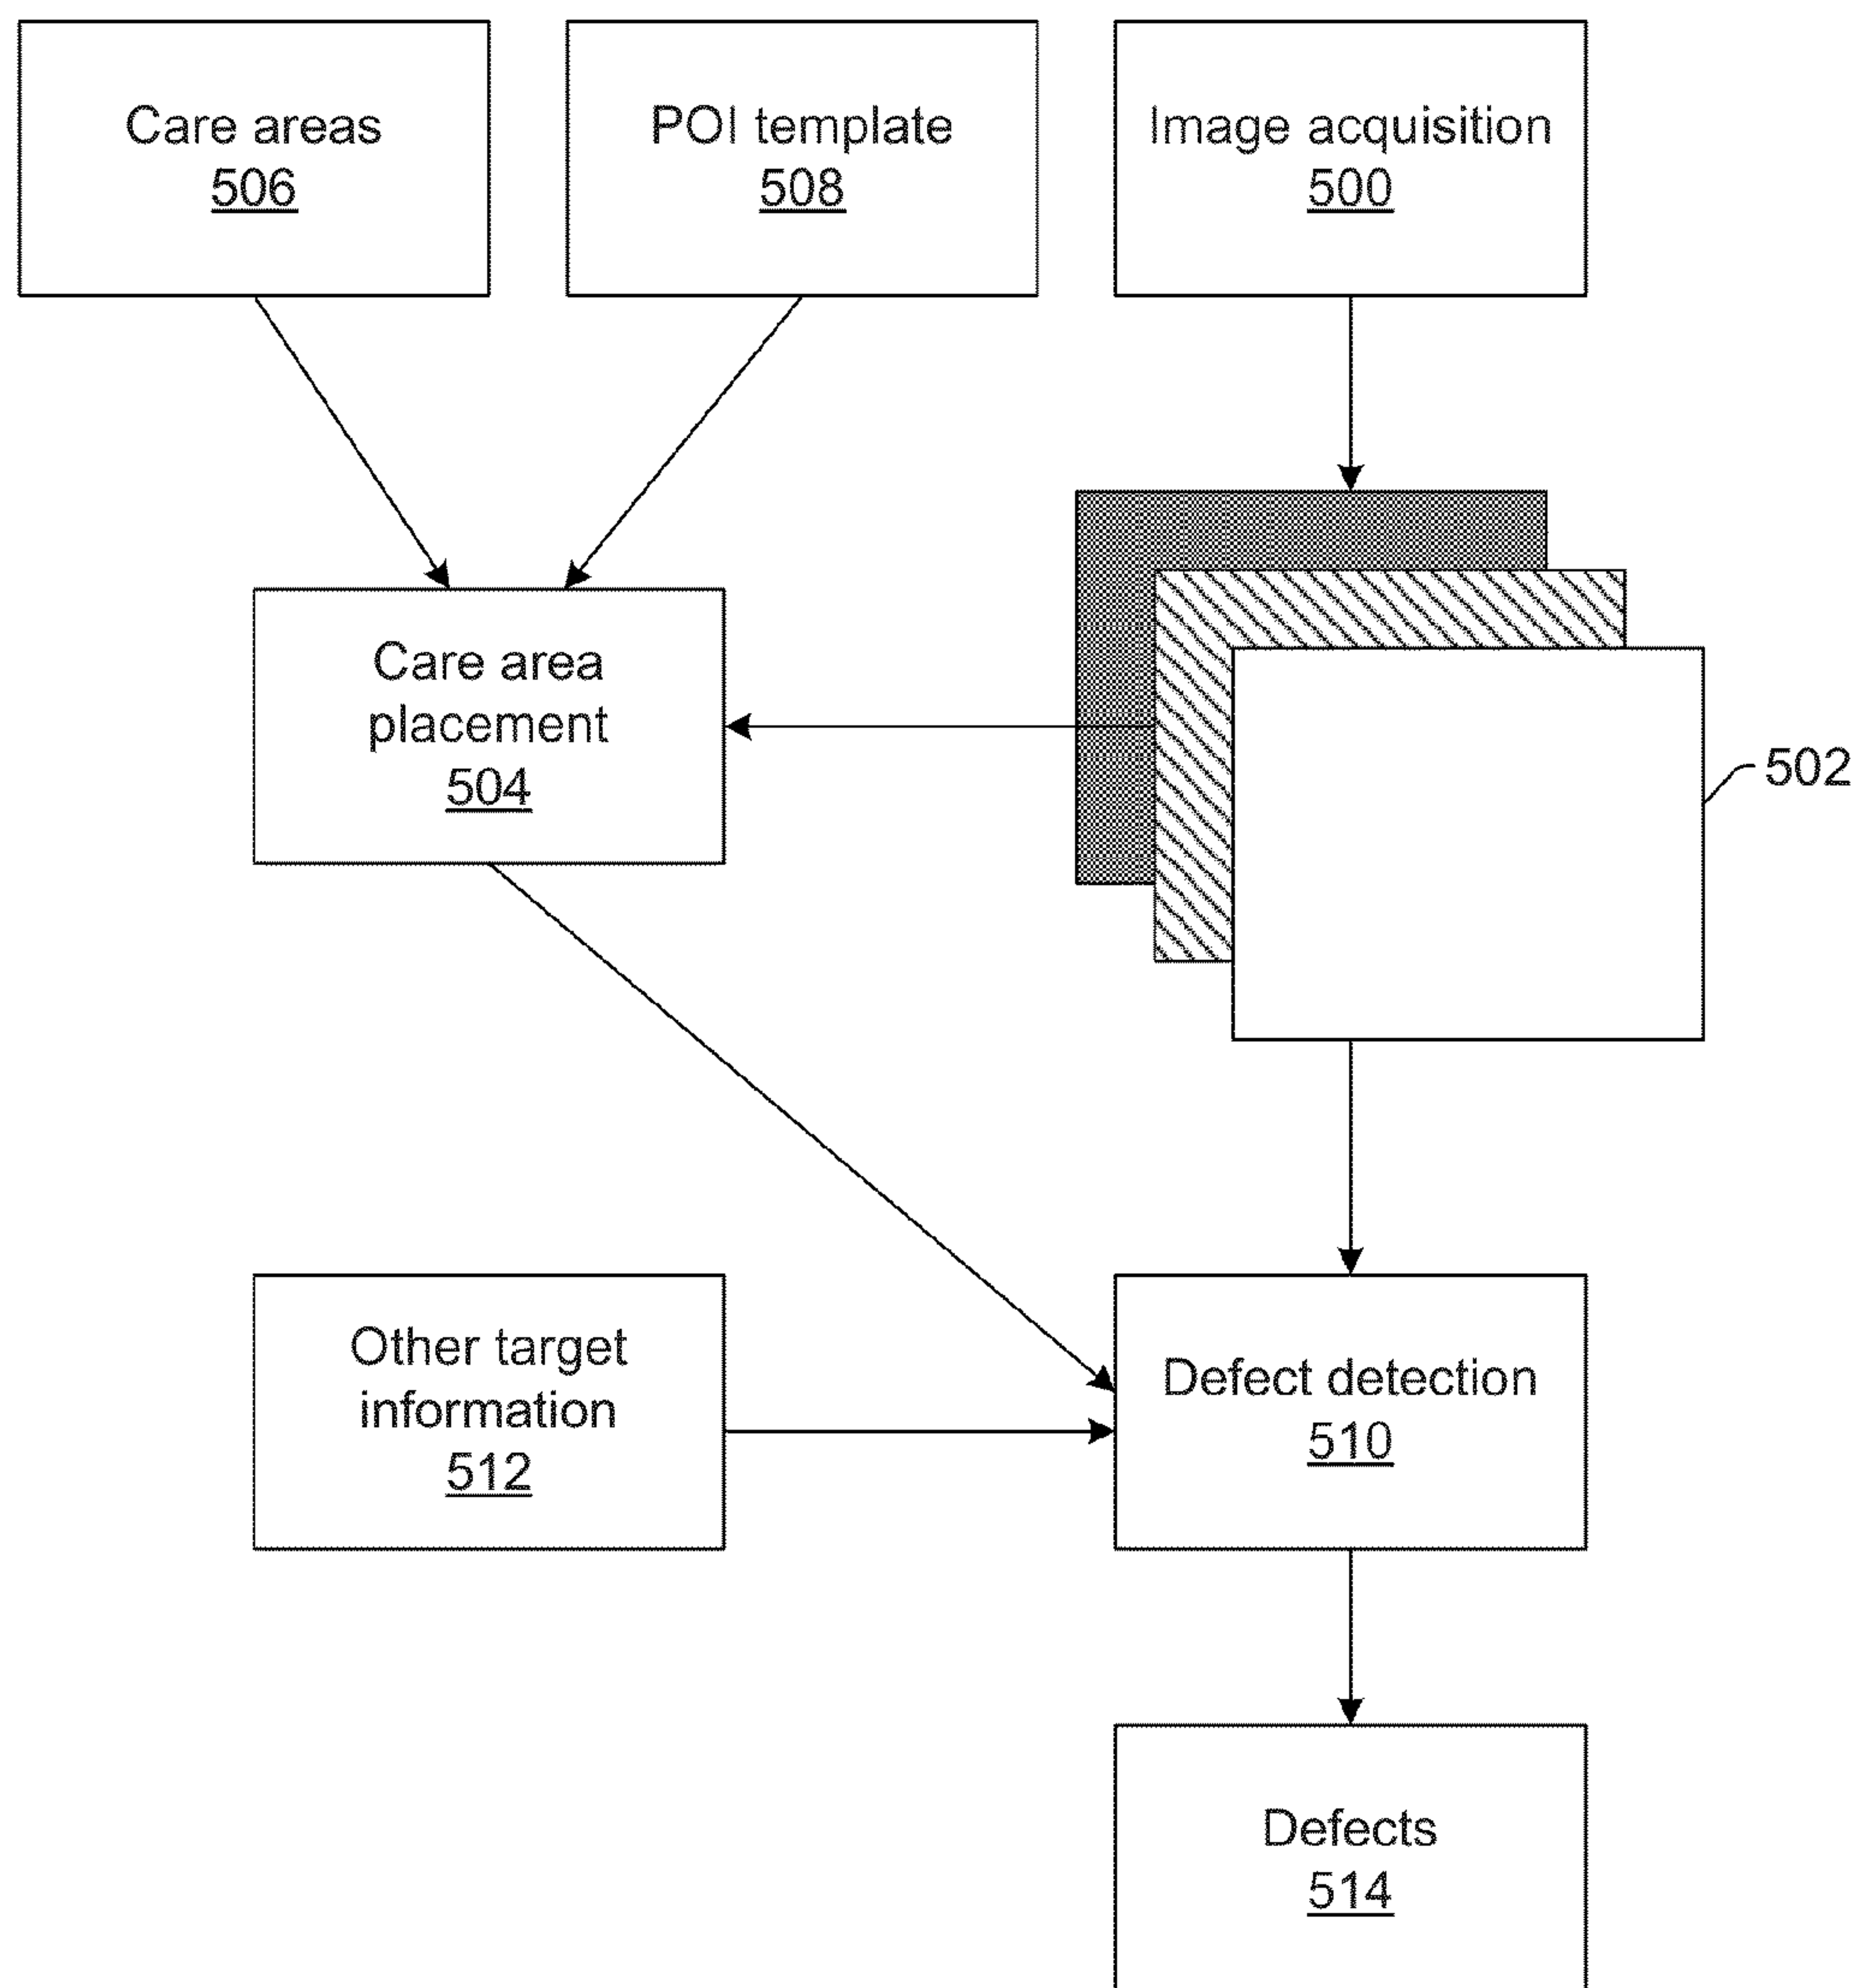 Care areas
506
POI template
508
Image acquisition
500
Care area
placement
504
502
Other target
information
512
Defect detection
510
Defects
514